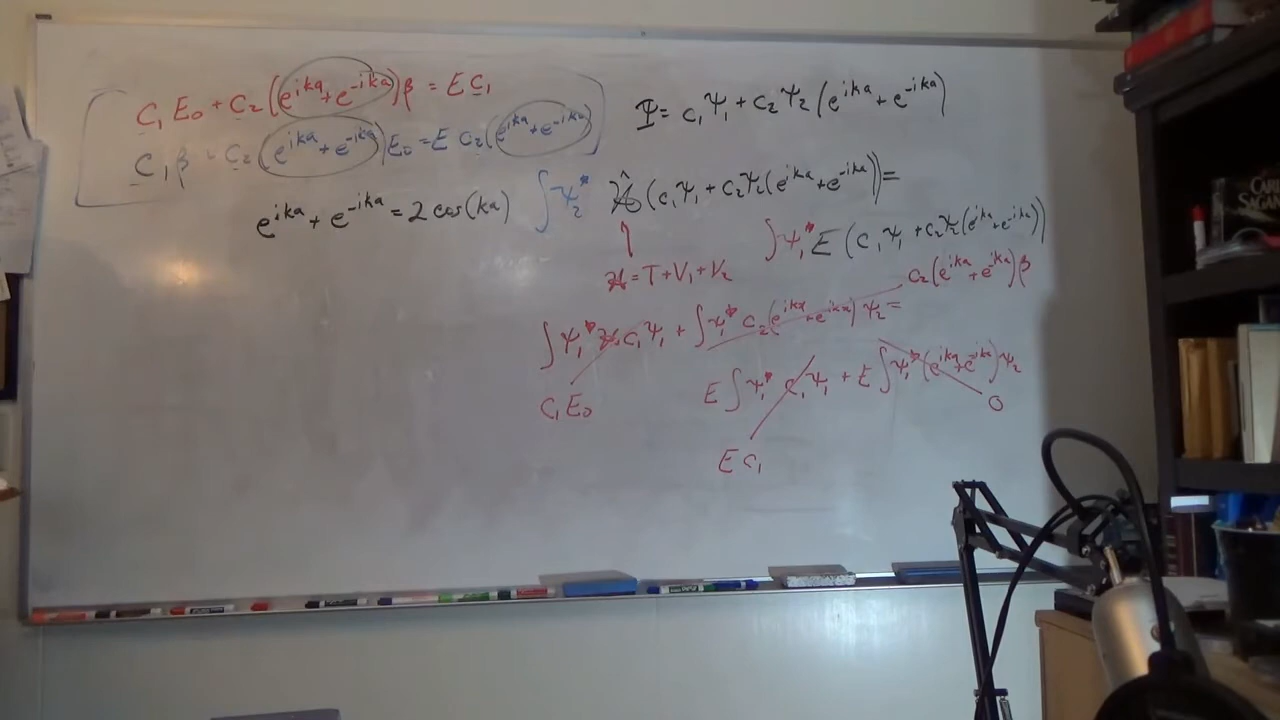 C₁E₀ + C₂(e^{ika}+e^{-ika})β = E C₁
C₁β + C₂(e^{ika}+e^{-ika})E₀ = E C₂(e^{ika}+e^{-ika})
Ψ = C₁Ψ₁ + C₂Ψ₂(e^{ika}+e^{-ika})
e^{ika}+e^{-ika} = 2 cos(ka)
∫Ψ₂* Ĥ(C₁Ψ₁ + C₂Ψ₂(e^{ika}+e^{-ika})) =
∫Ψ₁* E(C₁Ψ₁ + C₂Ψ₂(e^{ika}+e^{-ika}))
H = T + V₁ + V₂
C₂(e^{ika}+e^{-ika})β
∫Ψ₁* H C₁Ψ₁ + ∫Ψ₁* C₂(e^{ika}+e^{-ika})Ψ₂ =
C₁E₀
E∫Ψ₁* C₁Ψ₁ + E∫Ψ₁*(e^{ika}+e^{-ika})Ψ₂
0
E C₁
CARL
SAGAN